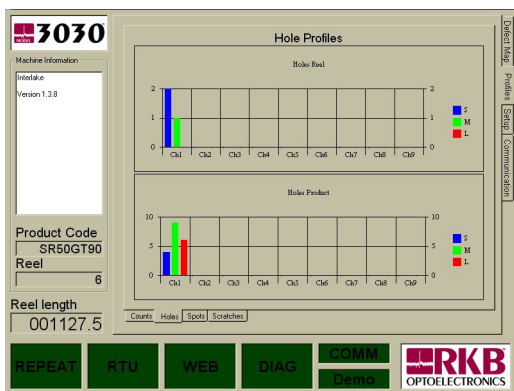 MODEL 3030
Machine Information
Interlake
Version 1.3.8
Product Code
SR50GT90
Reel
6
Reel length
001127.5
Hole Profiles
Holes Reel
2
1
0
2
1
0
Ch1 Ch2 Ch3 Ch4 Ch5 Ch6 Ch7 Ch8 Ch9
S
M
L
Holes Product
10
5
0
10
5
0
Ch1 Ch2 Ch3 Ch4 Ch5 Ch6 Ch7 Ch8 Ch9
S
M
L
Counts Holes Spots Scratches
Defect Map
Profiles
Setup
Communication
REPEAT RTU WEB DIAG COMM
Demo
RKB
OPTOELECTRONICS